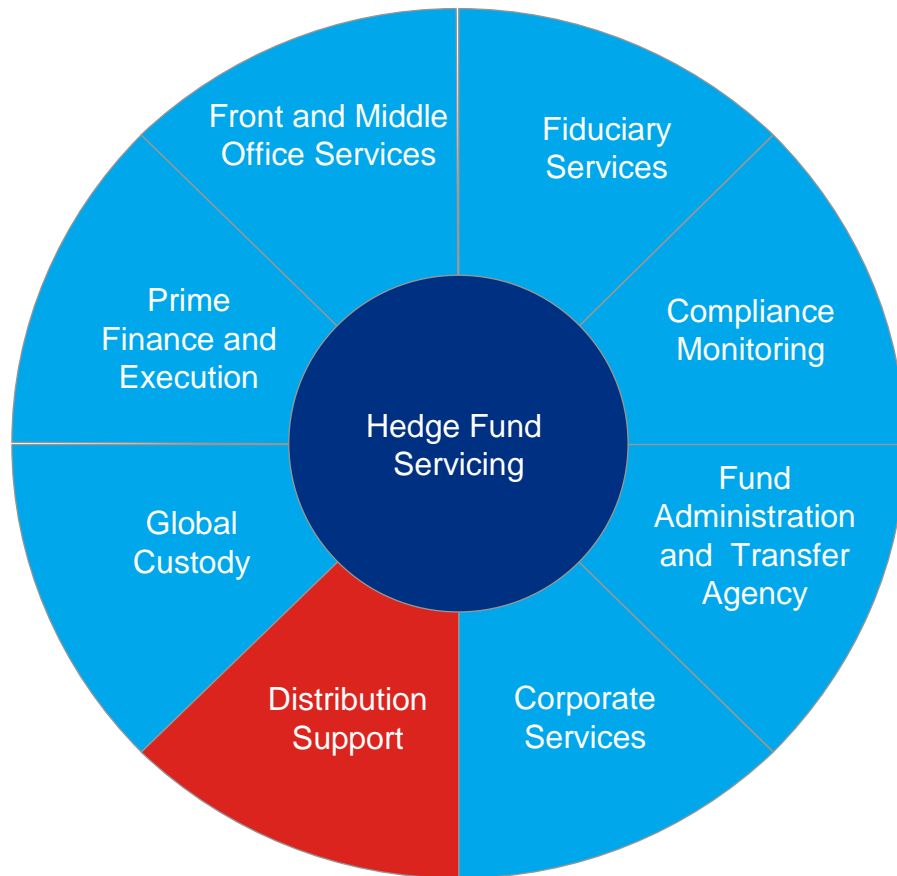 Front and Middle
Office Services
Fiduciary
Services
Prime
Finance and
Execution
Compliance
Monitoring
Hedge Fund
Servicing
Global
Custody
Fund
Administration
and Transfer
Agency
Distribution
Support
Corporate
Services